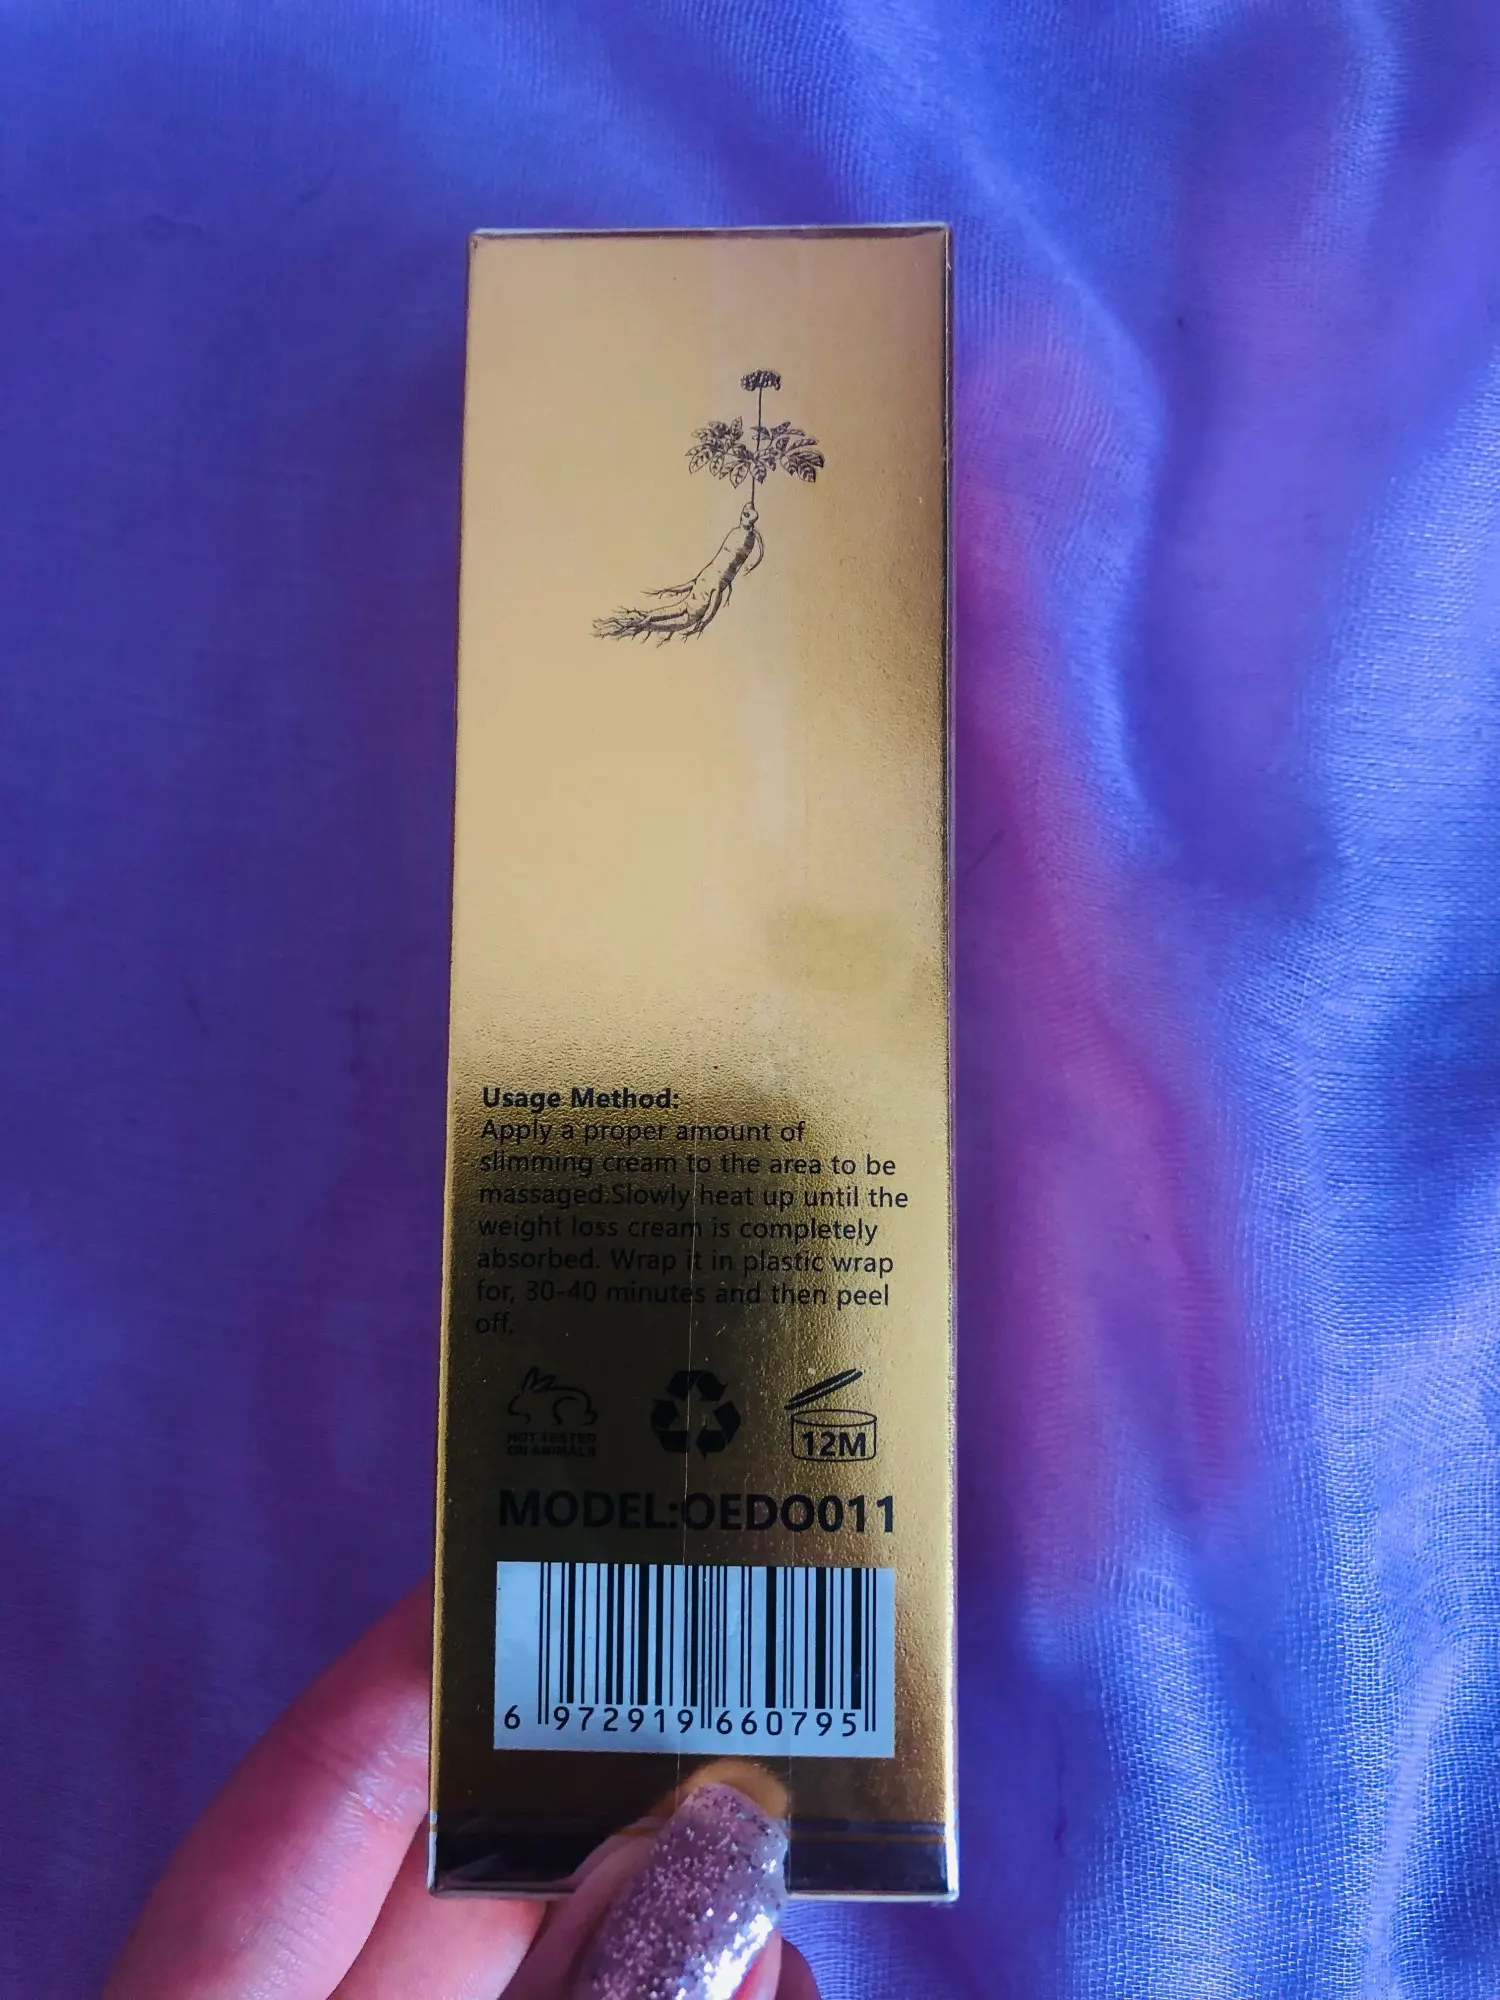 Usage Method:
Apply a proper amount of
slimming cream to the area to be
massaged.Slowly heat up until the
weight loss cream is completely
absorbed. Wrap it in plastic wrap
for, 30-40 minutes and then peel
off.
NOT TESTED
ON ANIMALS
12M
MODEL:OEDO011
6 972919 660795